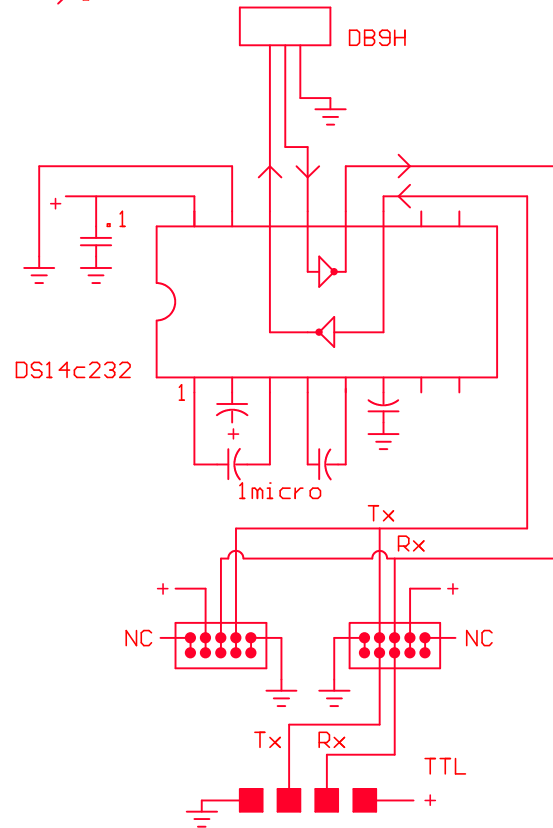 DB9H
+
.1
DS14c232
1
+
1micro
Tx
Rx
+
+
NC
NC
Tx
Rx
TTL
+